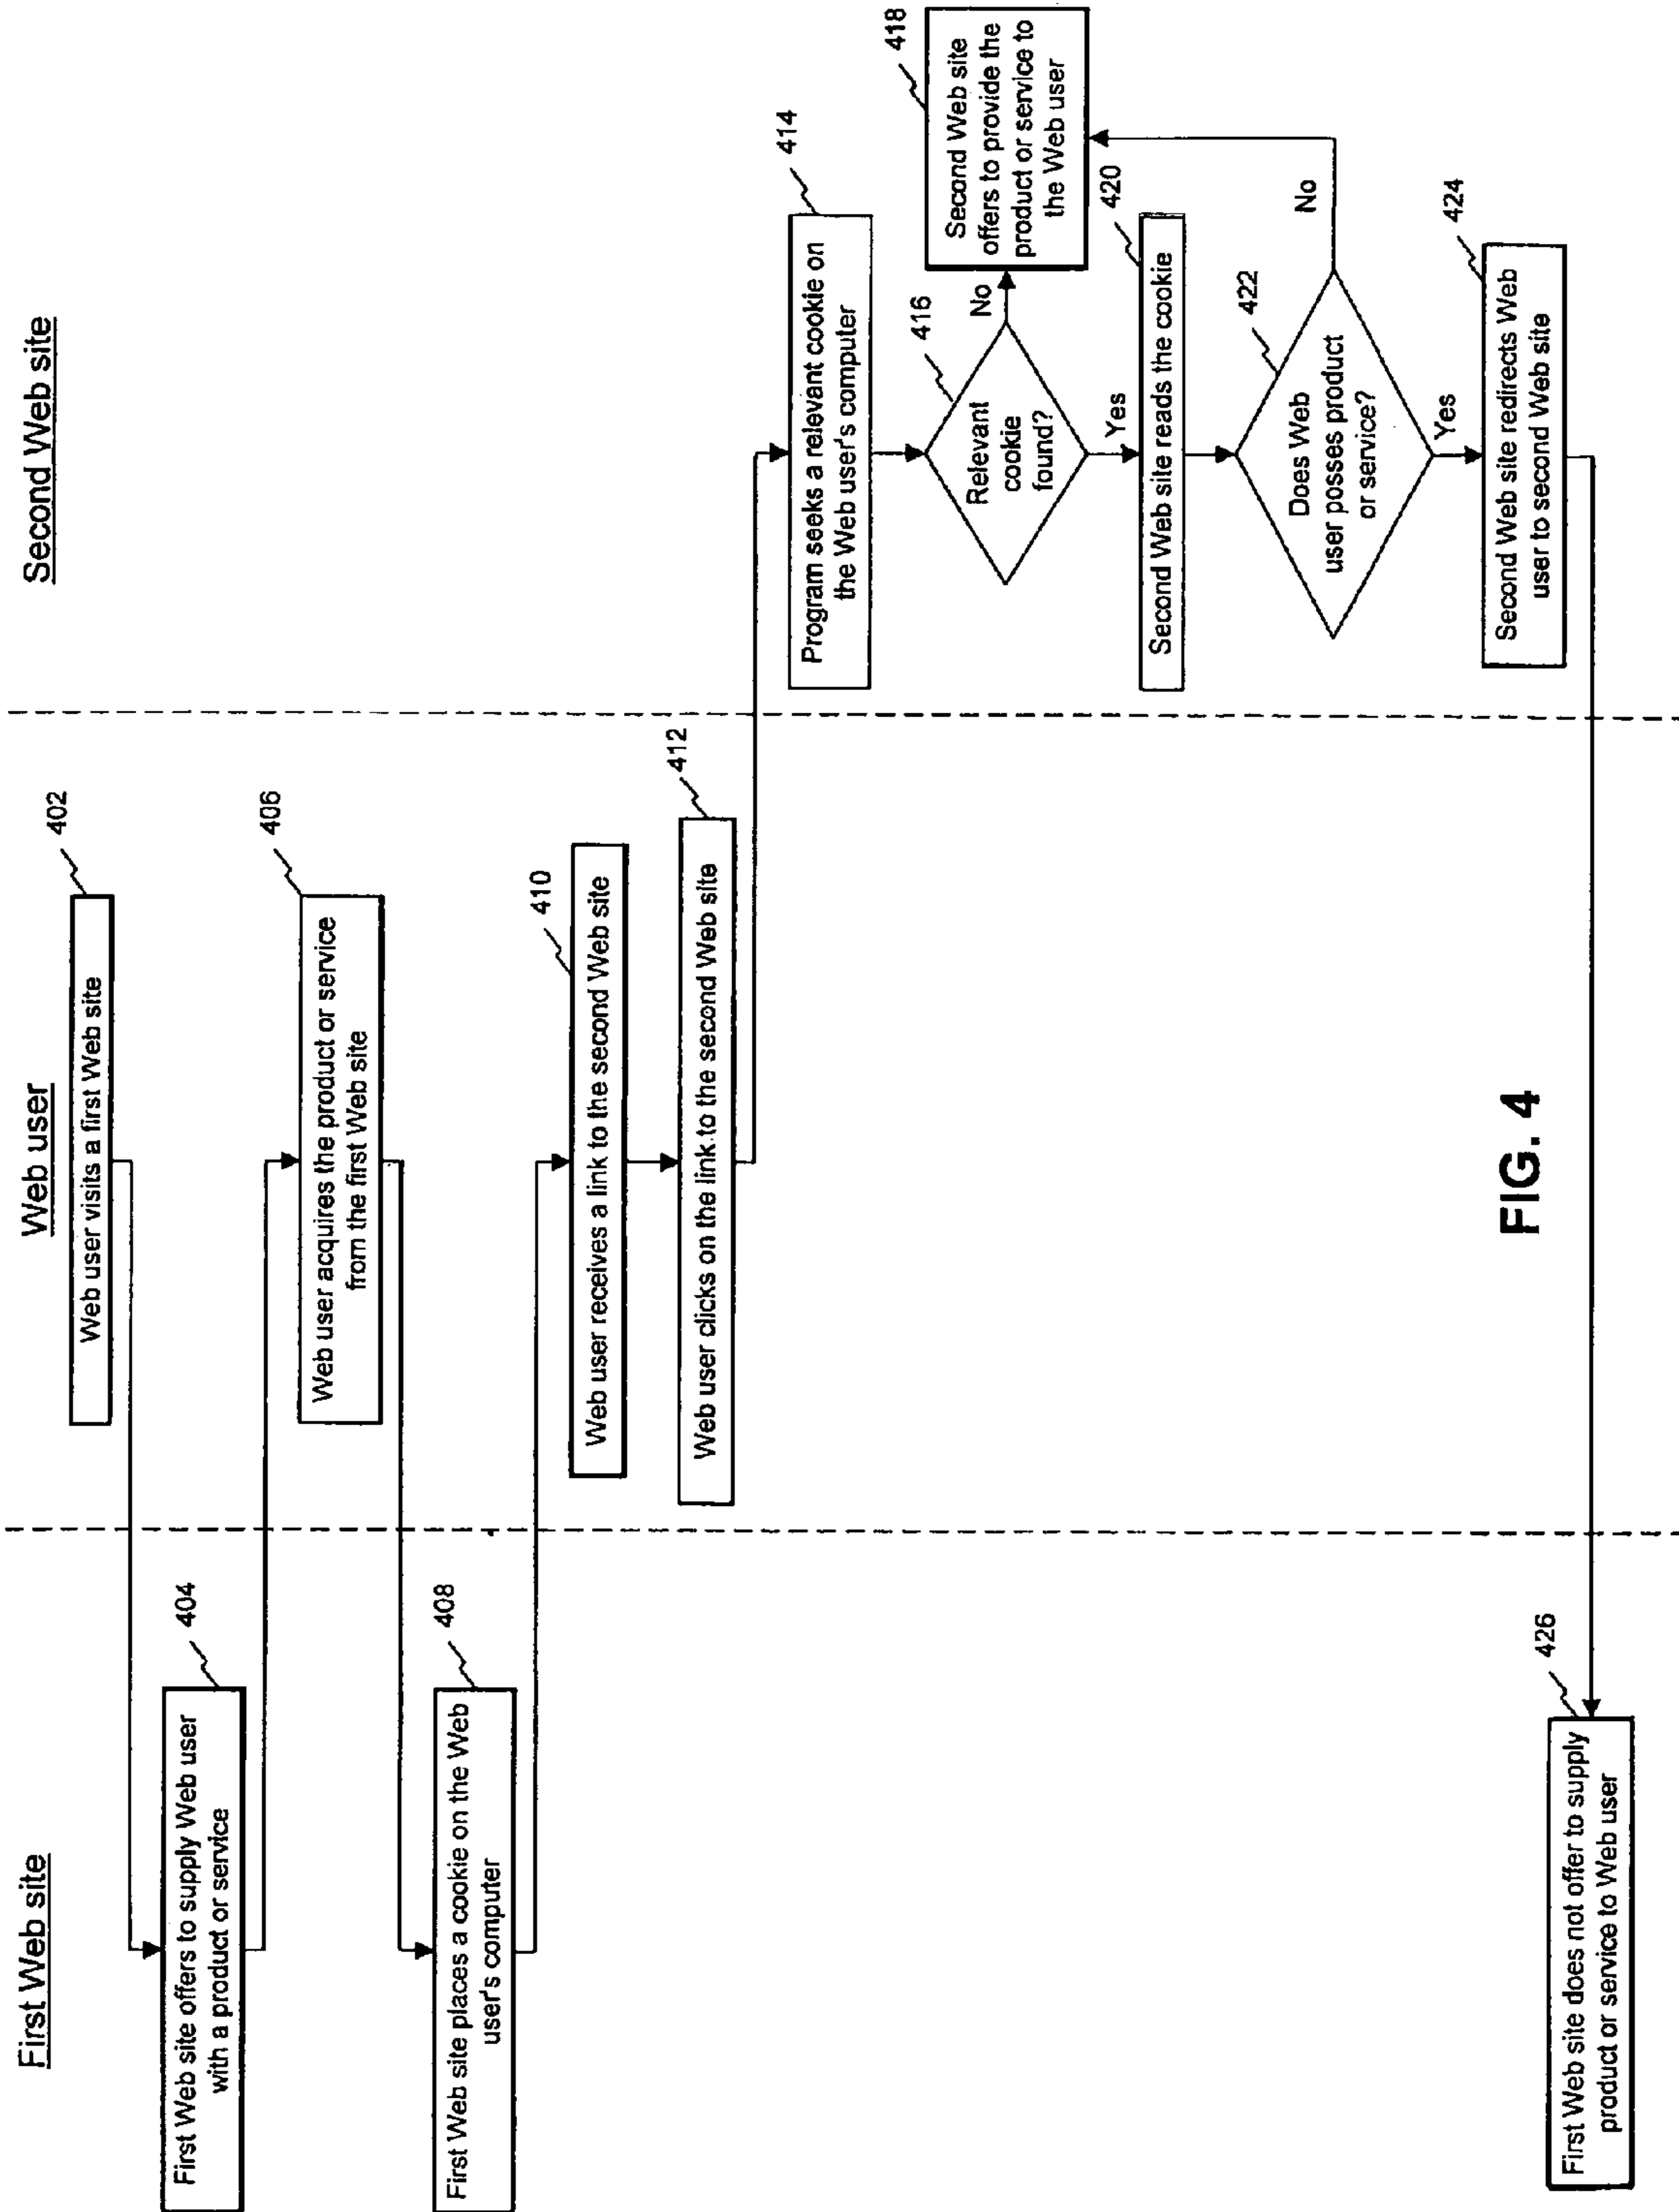 First Web site
Web user
Second Web site
402
Web user visits a first Web site
404
First Web site offers to supply Web user
with a product or service
406
Web user acquires the product or service
from the first Web site
408
First Web site places a cookie on the Web
user's computer
410
Web user receives a link to the second Web site
412
Web user clicks on the link to the second Web site
414
Program seeks a relevant cookie on
the Web user's computer
416
Relevant
cookie
found?
No
418
Second Web site
offers to provide the
product or service to
the Web user
Yes
420
Second Web site reads the cookie
422
Does Web
user posses product
or service?
No
Yes
424
Second Web site redirects Web
user to second Web site
426
First Web site does not offer to supply
product or service to Web user
FIG. 4